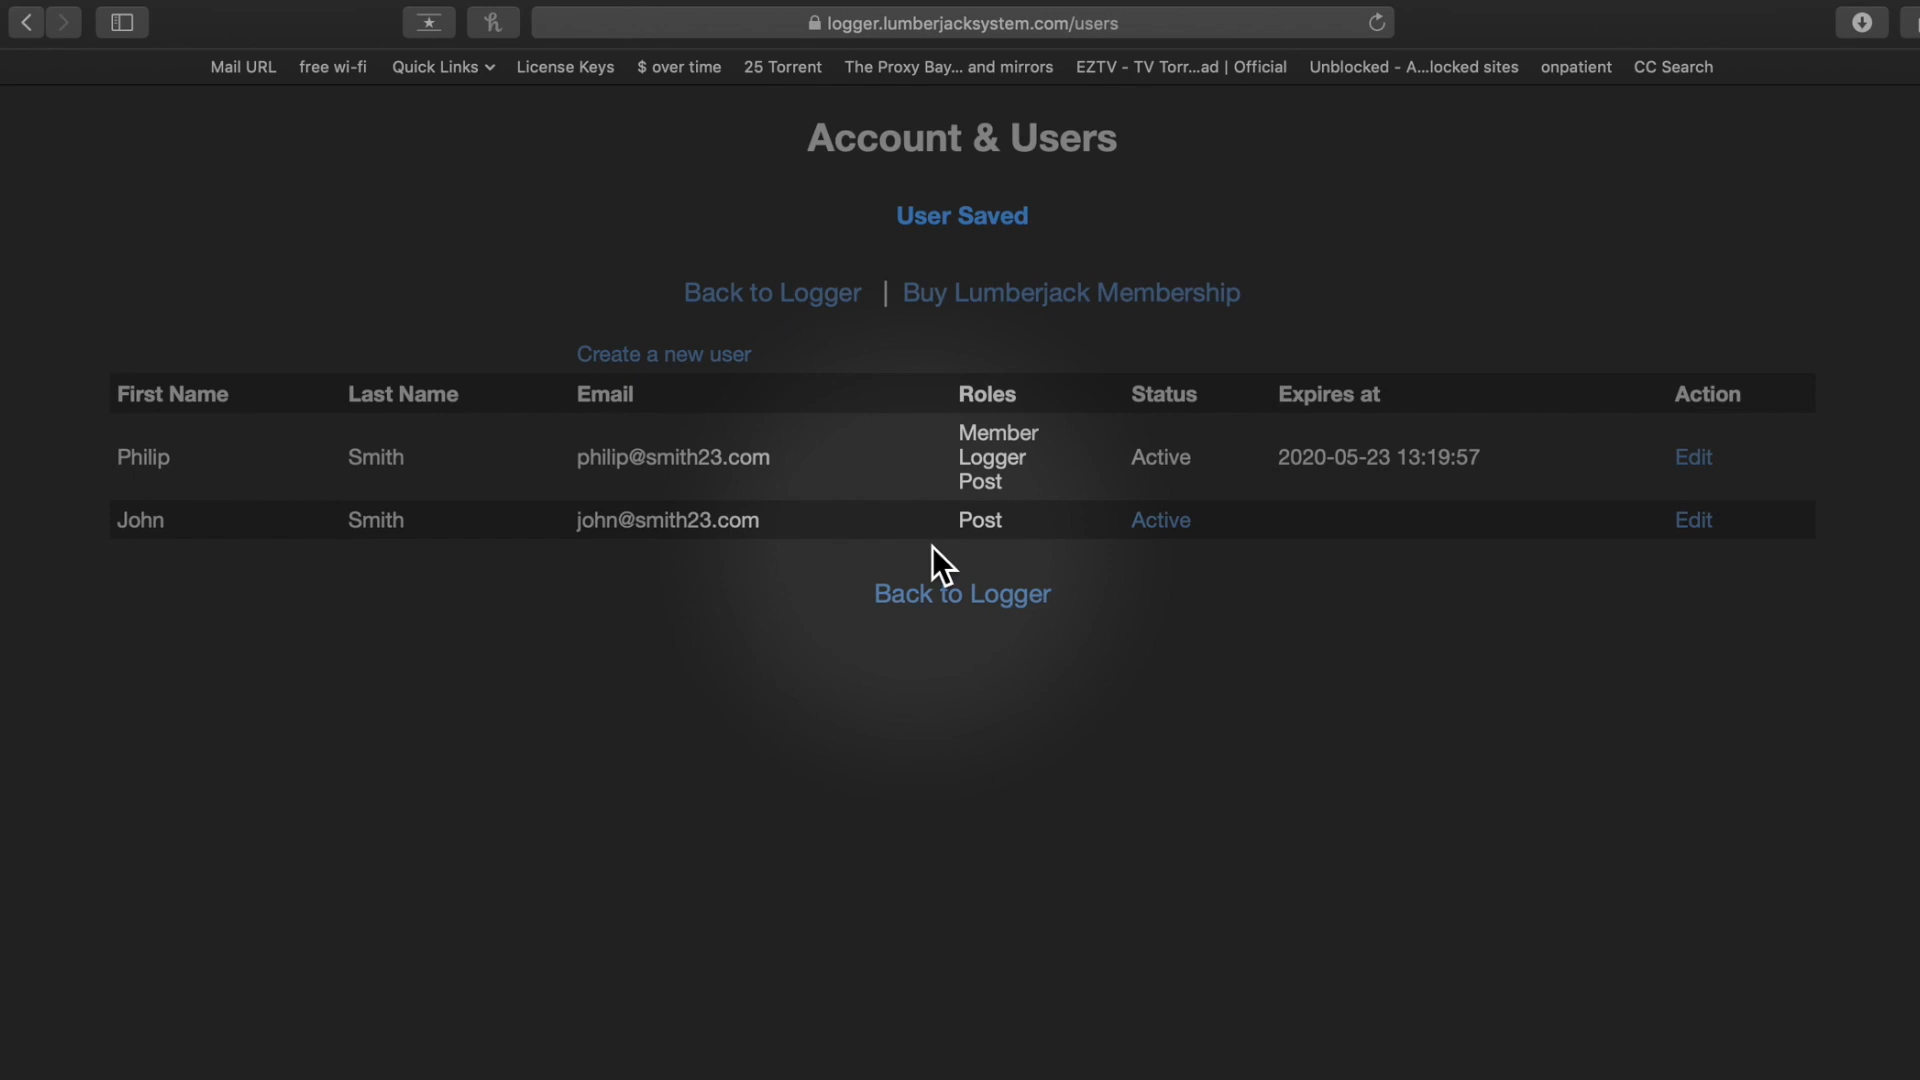 logger.lumberjacksystem.com/users
Mail URL free wi-fi Quick Links License Keys $ over time 25 Torrent The Proxy Bay... and mirrors EZTV - TV Torr...ad | Official Unblocked - A...locked sites onpatient CC Search
Account & Users
User Saved
Back to Logger | Buy Lumberjack Membership
Create a new user
First Name Last Name Email Roles Status Expires at Action
Member
Philip Smith philip@smith23.com Logger Active 2020-05-23 13:19:57 Edit
Post
John Smith john@smith23.com Post Active Edit
Back to Logger